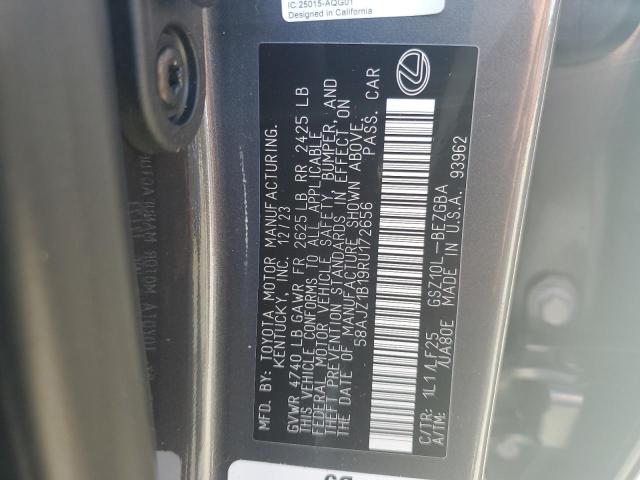 IC:25015-AQG01
Designed in California
MFD. BY: TOYOTA MOTOR MANUFACTURING,
KENTUCKY, INC. 12/23
GVWR 4740 LB GAWR FR 2625 LB RR 2425 LB
THIS VEHICLE CONFORMS TO ALL APPLICABLE
FEDERAL MOTOR VEHICLE SAFETY, BUMPER, AND
THEFT PREVENTION STANDARDS IN EFFECT ON
THE DATE OF MANUFACTURE SHOWN ABOVE.
58AJZ1B19RU172656 PASS. CAR
C/TR: 1L1 /LF25 GSZ10L-BEZGBA
A/TM: /UA80E MADE IN U.S.A. 93962